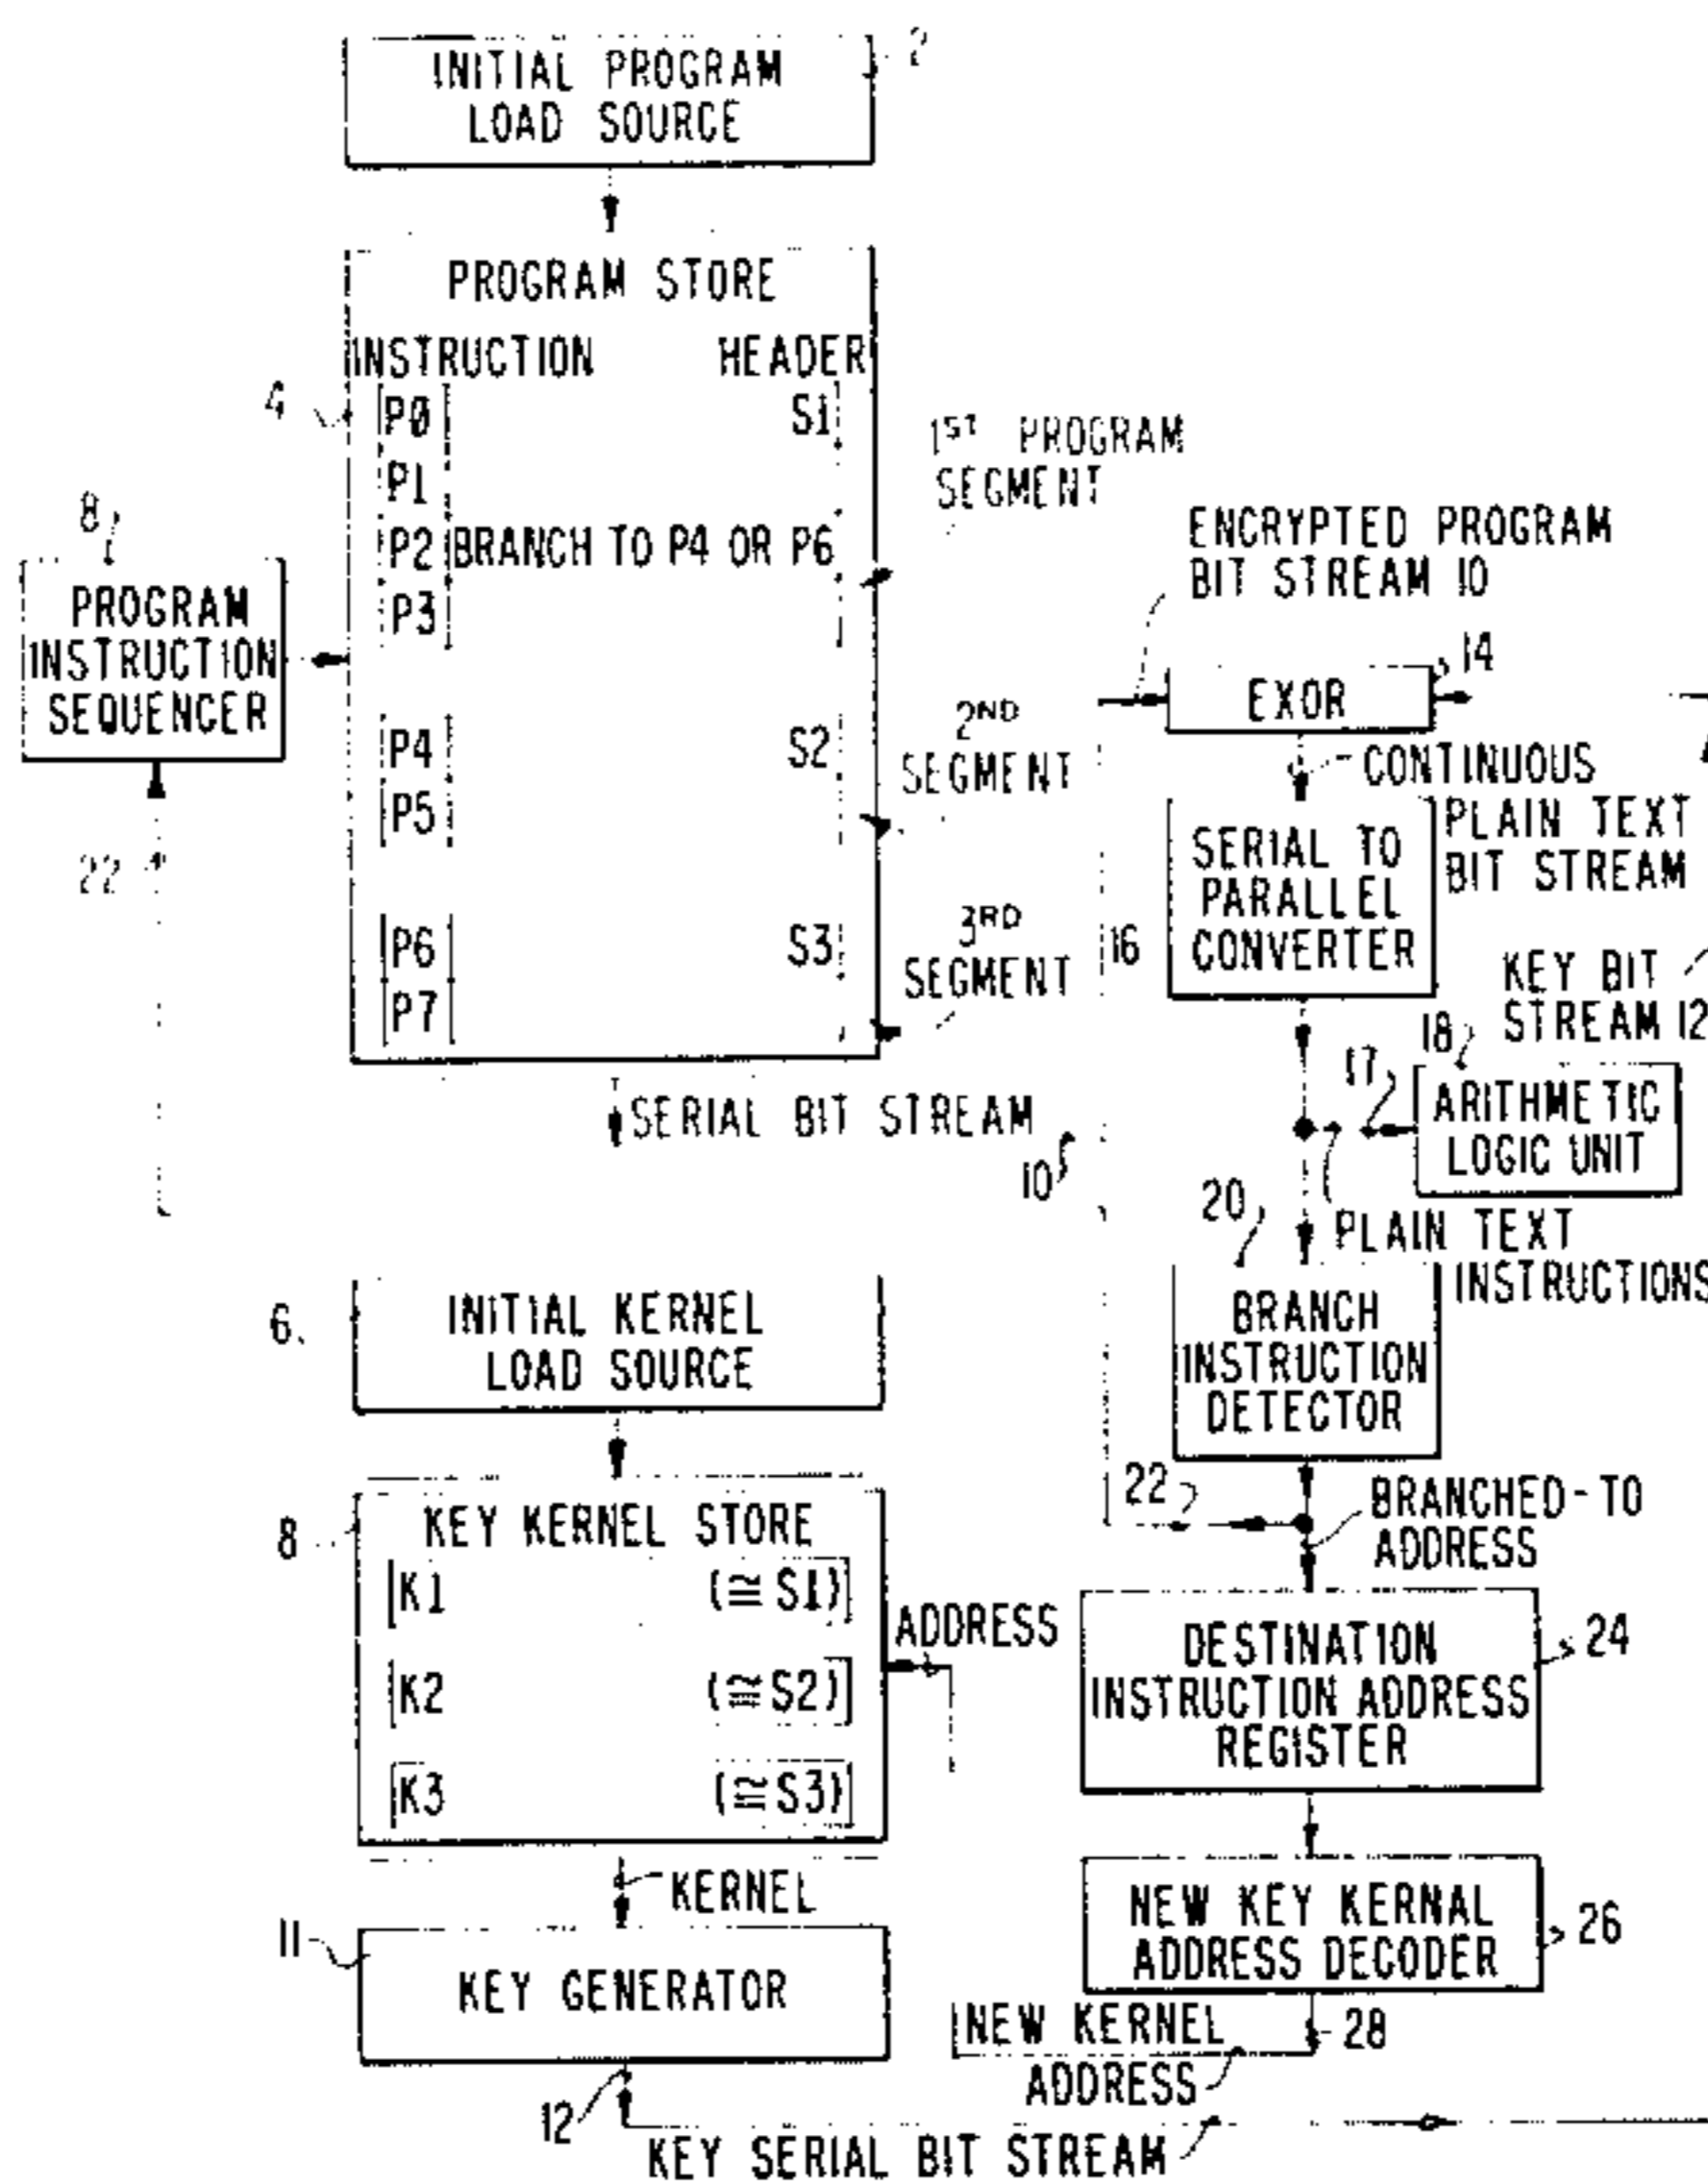 2
INITIAL PROGRAM
LOAD SOURCE
PROGRAM STORE
INSTRUCTION HEADER
4
PØ S1
P1
P2 BRANCH TO P4 OR P6
P3
P4 S2
P5
P6 S3
P7
1ST PROGRAM
SEGMENT
2ND
SEGMENT
3RD
SEGMENT
8
PROGRAM
INSTRUCTION
SEQUENCER
22
SERIAL BIT STREAM
10
ENCRYPTED PROGRAM
BIT STREAM 10
EXOR
14
CONTINUOUS
PLAIN TEXT
BIT STREAM
SERIAL TO
PARALLEL
CONVERTER
16
KEY BIT
STREAM 12
18
17
ARITHMETIC
LOGIC UNIT
20
PLAIN TEXT
INSTRUCTIONS
BRANCH
INSTRUCTION
DETECTOR
22
BRANCHED-TO
ADDRESS
6
INITIAL KERNEL
LOAD SOURCE
8
KEY KERNEL STORE
K1 (≅ S1)
K2 (≅ S2)
K3 (≅ S3)
ADDRESS
DESTINATION
INSTRUCTION ADDRESS
REGISTER
24
KERNEL
11
KEY GENERATOR
12
NEW KEY KERNAL
ADDRESS DECODER
26
NEW KERNEL
ADDRESS
28
KEY SERIAL BIT STREAM